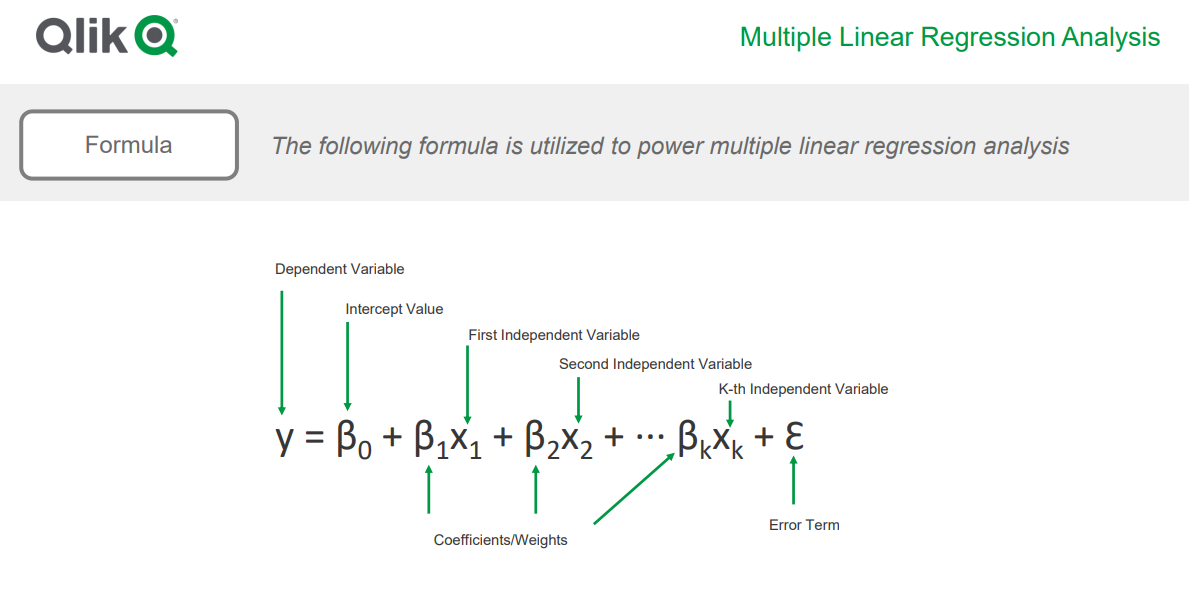 Qlik
Multiple Linear Regression Analysis
Formula
The following formula is utilized to power multiple linear regression analysis
Dependent Variable
Intercept Value
First Independent Variable
Second Independent Variable
K-th Independent Variable
y = β₀ + β₁x₁ + β₂x₂ + ··· βₖxₖ + Ɛ
Error Term
Coefficients/Weights